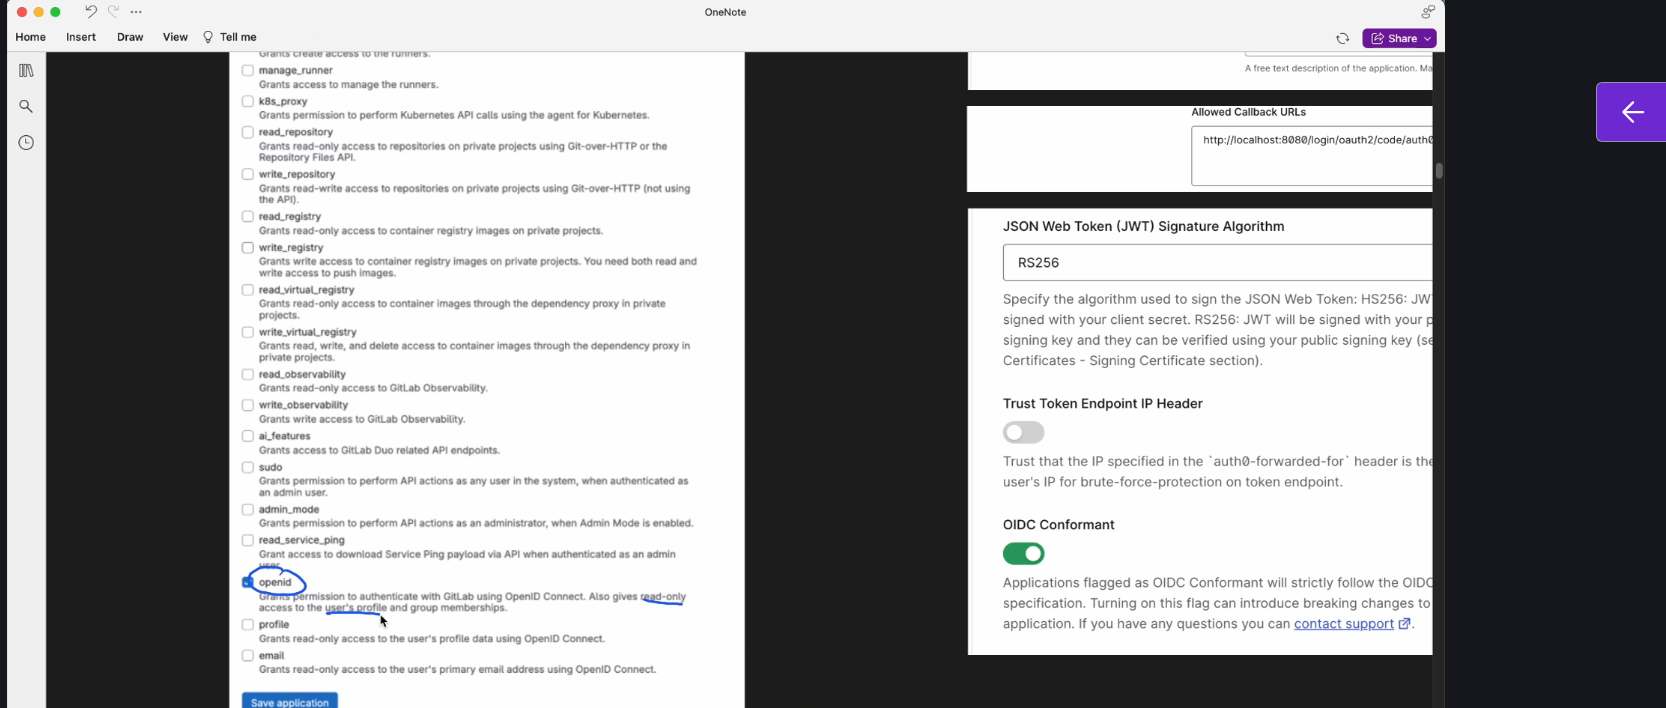 OneNote
Home Insert Draw View Tell me
Share
Grants create access to the runners.
manage_runner
Grants access to manage the runners.
k8s_proxy
Grants permission to perform Kubernetes API calls using the agent for Kubernetes.
read_repository
Grants read-only access to repositories on private projects using Git-over-HTTP or the
Repository Files API.
write_repository
Grants read-write access to repositories on private projects using Git-over-HTTP (not using
the API).
read_registry
Grants read-only access to container registry images on private projects.
write_registry
Grants write access to container registry images on private projects. You need both read and
write access to push images.
read_virtual_registry
Grants read-only access to container images through the dependency proxy in private
projects.
write_virtual_registry
Grants read, write, and delete access to container images through the dependency proxy in
private projects.
read_observability
Grants read-only access to GitLab Observability.
write_observability
Grants write access to GitLab Observability.
ai_features
Grants access to GitLab Duo related API endpoints.
sudo
Grants permission to perform API actions as any user in the system, when authenticated as
an admin user.
admin_mode
Grants permission to perform API actions as an administrator, when Admin Mode is enabled.
read_service_ping
Grant access to download Service Ping payload via API when authenticated as an admin
user.
openid
Grants permission to authenticate with GitLab using OpenID Connect. Also gives read-only
access to the user's profile and group memberships.
profile
Grants read-only access to the user's profile data using OpenID Connect.
email
Grants read-only access to the user's primary email address using OpenID Connect.
Save application
A free text description of the application. Ma
Allowed Callback URLs
http://localhost:8080/login/oauth2/code/auth0
JSON Web Token (JWT) Signature Algorithm
RS256
Specify the algorithm used to sign the JSON Web Token: HS256: JW
signed with your client secret. RS256: JWT will be signed with your p
signing key and they can be verified using your public signing key (se
Certificates - Signing Certificate section).
Trust Token Endpoint IP Header
Trust that the IP specified in the `auth0-forwarded-for` header is the
user's IP for brute-force-protection on token endpoint.
OIDC Conformant
Applications flagged as OIDC Conformant will strictly follow the OIDC
specification. Turning on this flag can introduce breaking changes to
application. If you have any questions you can contact support.